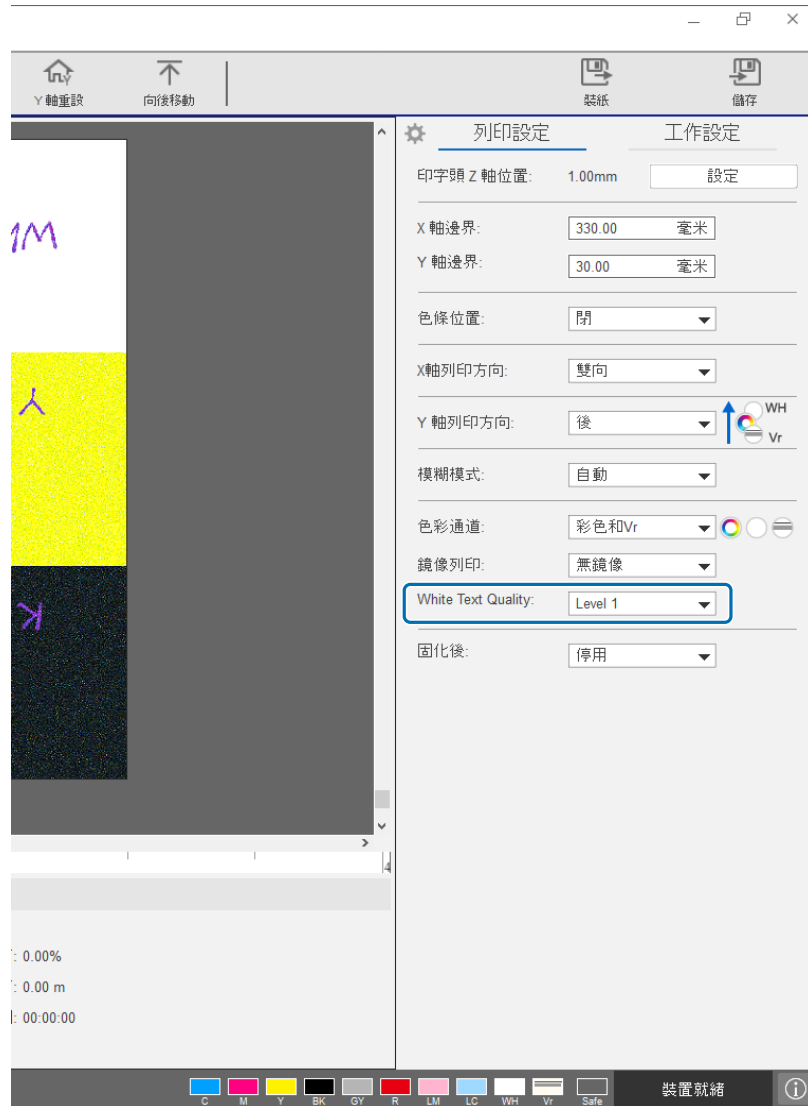 Y 軸重設
向後移動
裝紙
儲存
MM
列印設定
工作設定
印字頭 Z 軸位置: 1.00mm 設定
X 軸邊界: 330.00 毫米
Y 軸邊界: 30.00 毫米
色條位置: 閉
X軸列印方向: 雙向
Y 軸列印方向: 後
WH
Vr
模糊模式: 自動
色彩通道: 彩色和Vr
鏡像列印: 無鏡像
White Text Quality: Level 1
固化後: 停用
Y
K
4
: 0.00%
: 0.00 m
: 00:00:00
C M Y BK GY R LM LC WH Vr Safe
裝置就緒